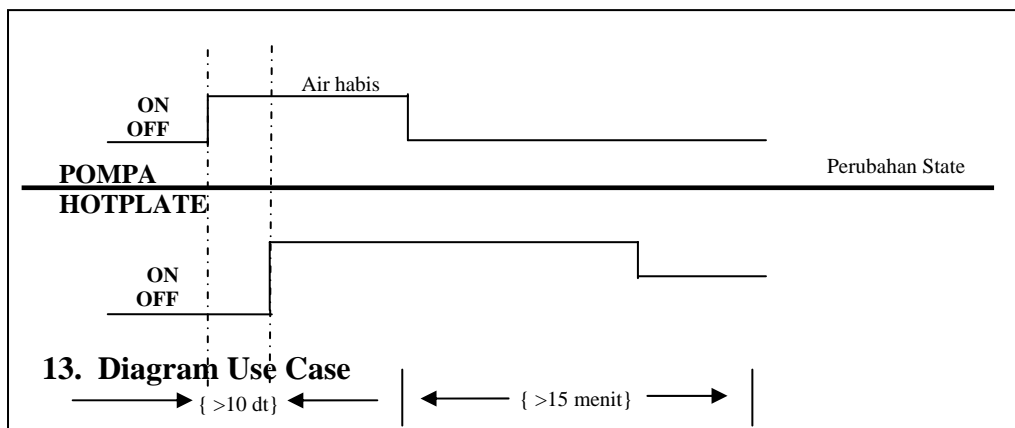 Air habis
ON
OFF
Perubahan State
POMPA
HOTPLATE
ON
OFF
13. Diagram Use Case
{ >10 dt}
{ >15 menit}